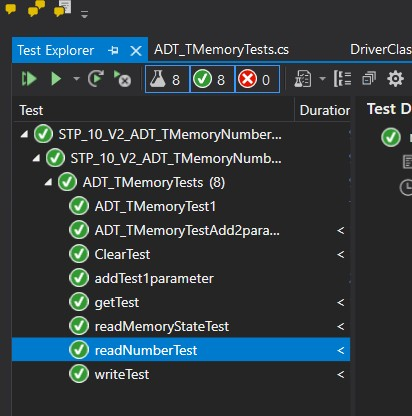 Test Explorer ADT_TMemoryTests.cs DriverClas
8 8 0
Test Duration Test D
STP_10_V2_ADT_TMemoryNumber...
STP_10_V2_ADT_TMemoryNumb...
ADT_TMemoryTests (8)
ADT_TMemoryTest1
ADT_TMemoryTestAdd2para... <
ClearTest <
addTest1parameter
getTest <
readMemoryStateTest <
readNumberTest <
writeTest <